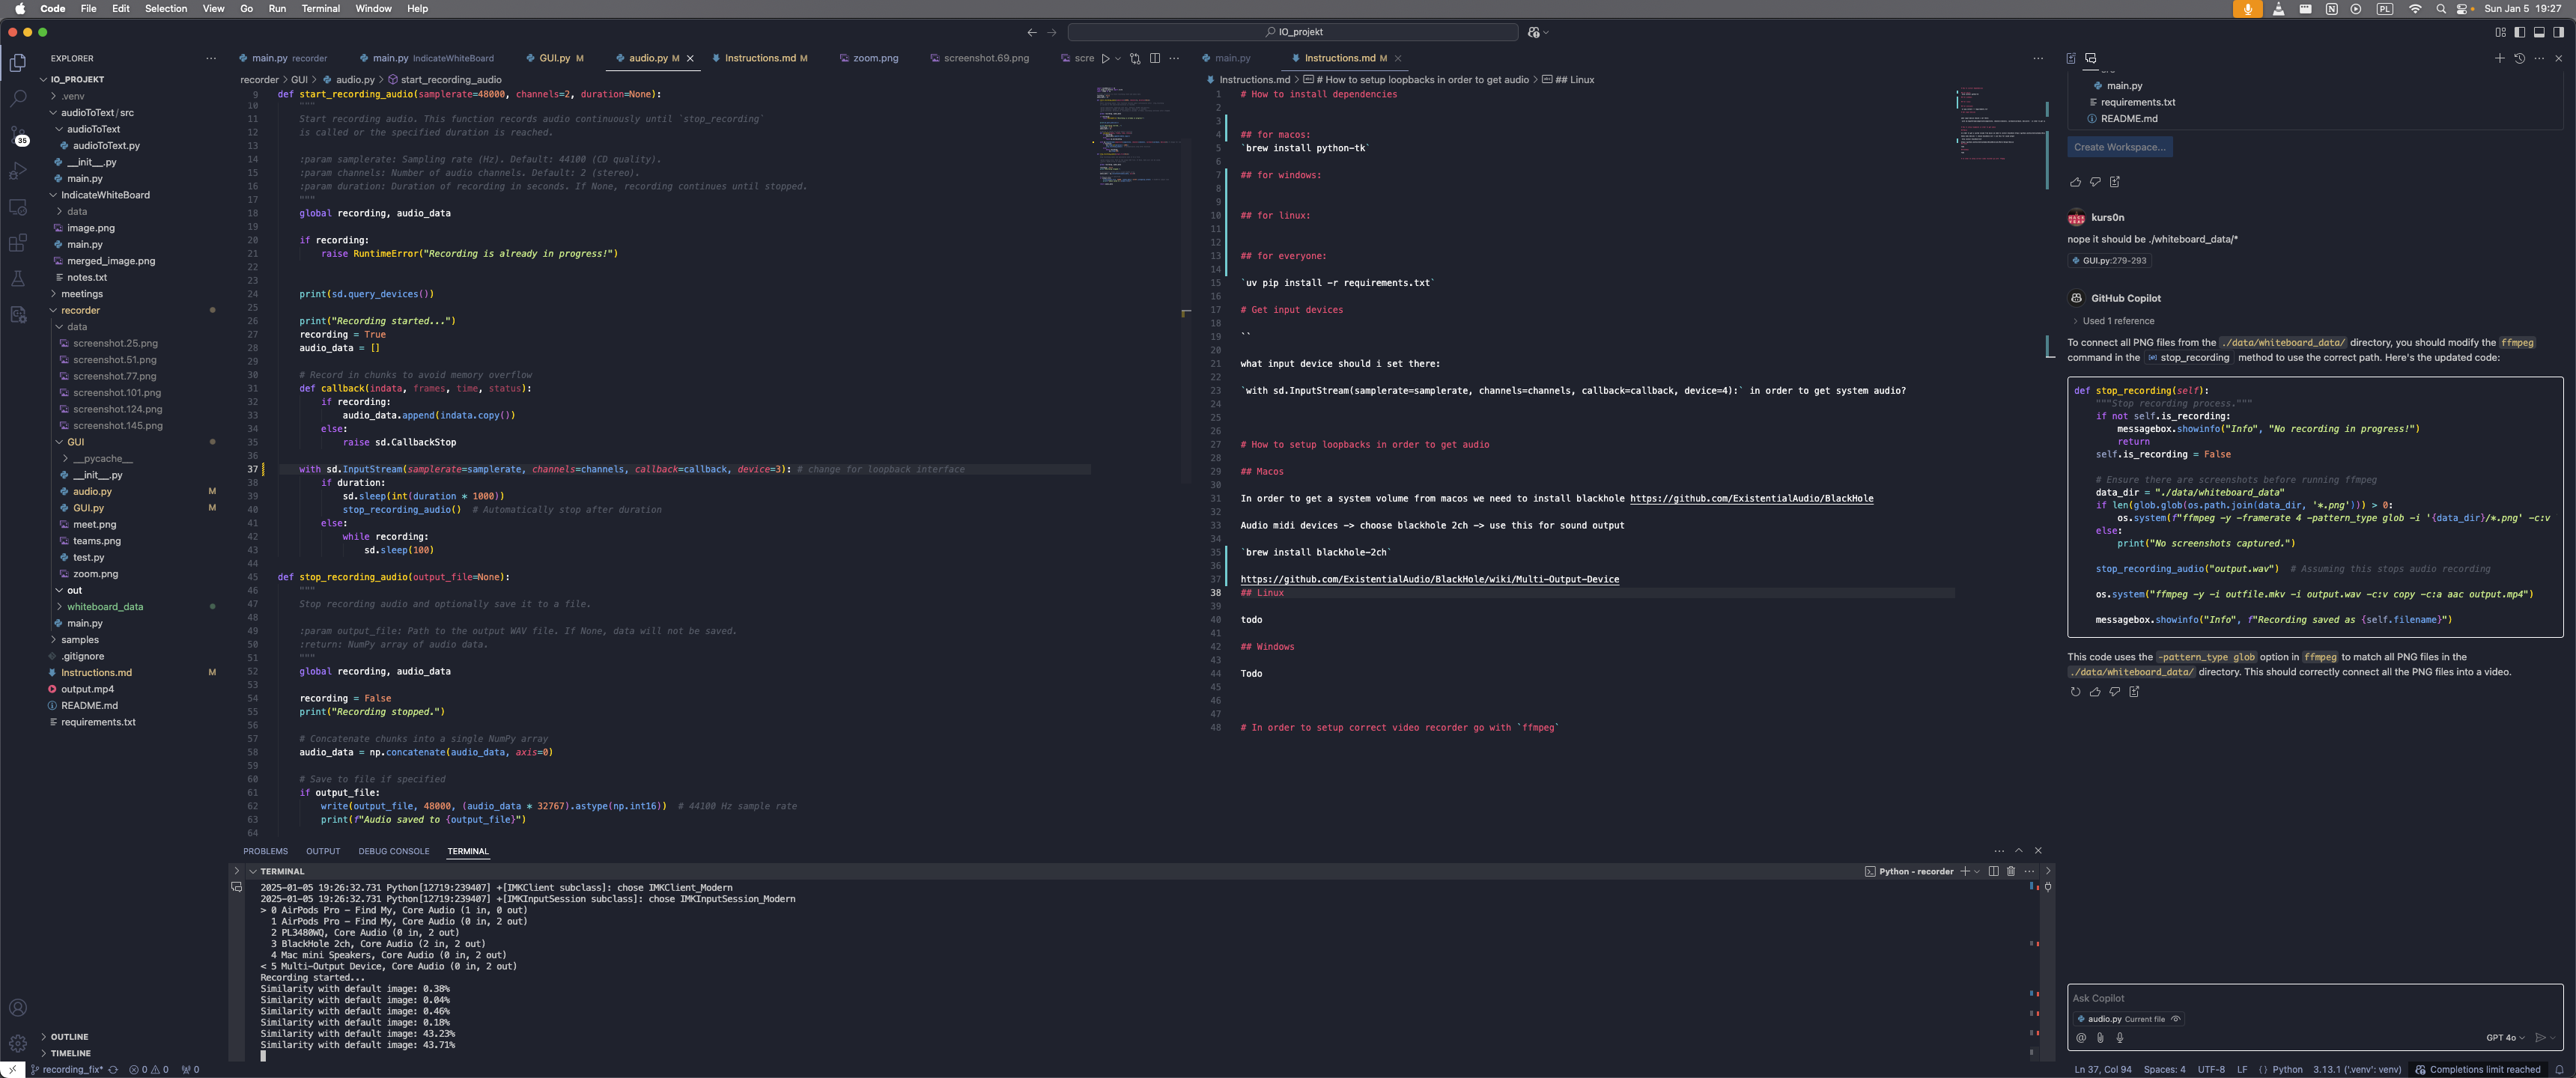 Code File Edit Selection View Go Run Terminal Window Help
PL Sun Jan 5 19:27
IO_projekt
EXPLORER
IO_PROJEKT
.venv
audioToText / src
audioToText
audioToText.py
__init__.py
main.py
IndicateWhiteBoard
data
image.png
main.py
merged_image.png
notes.txt
meetings
recorder
data
screenshot.25.png
screenshot.51.png
screenshot.77.png
screenshot.101.png
screenshot.124.png
screenshot.145.png
GUI
__pycache__
__init__.py
audio.py M
GUI.py M
meet.png
teams.png
test.py
zoom.png
out
whiteboard_data
main.py
samples
.gitignore
Instructions.md M
output.mp4
README.md
requirements.txt
OUTLINE
TIMELINE
35
main.py recorder
main.py IndicateWhiteBoard
GUI.py M
audio.py M
Instructions.md M
zoom.png
screenshot.69.png
scre
recorder > GUI > audio.py > start_recording_audio
9 def start_recording_audio(samplerate=48000, channels=2, duration=None):
10 """
11 Start recording audio. This function records audio continuously until `stop_recording`
12 is called or the specified duration is reached.
13
14 :param samplerate: Sampling rate (Hz). Default: 44100 (CD quality).
15 :param channels: Number of audio channels. Default: 2 (stereo).
16 :param duration: Duration of recording in seconds. If None, recording continues until stopped.
17 """
18 global recording, audio_data
19
20 if recording:
21 raise RuntimeError("Recording is already in progress!")
22
23
24 print(sd.query_devices())
25
26 print("Recording started...")
27 recording = True
28 audio_data = []
29
30 # Record in chunks to avoid memory overflow
31 def callback(indata, frames, time, status):
32 if recording:
33 audio_data.append(indata.copy())
34 else:
35 raise sd.CallbackStop
36
37 with sd.InputStream(samplerate=samplerate, channels=channels, callback=callback, device=3): # change for loopback interface
38 if duration:
39 sd.sleep(int(duration * 1000))
40 stop_recording_audio() # Automatically stop after duration
41 else:
42 while recording:
43 sd.sleep(100)
44
45 def stop_recording_audio(output_file=None):
46 """
47 Stop recording audio and optionally save it to a file.
48
49 :param output_file: Path to the output WAV file. If None, data will not be saved.
50 :return: NumPy array of audio data.
51 """
52 global recording, audio_data
53
54 recording = False
55 print("Recording stopped.")
56
57 # Concatenate chunks into a single NumPy array
58 audio_data = np.concatenate(audio_data, axis=0)
59
60 # Save to file if specified
61 if output_file:
62 write(output_file, 48000, (audio_data * 32767).astype(np.int16)) # 44100 Hz sample rate
63 print(f"Audio saved to {output_file}")
64
main.py
Instructions.md M
Instructions.md > # How to setup loopbacks in order to get audio > ## Linux
1 # How to install dependencies
2
3
4 ## for macos:
5 `brew install python-tk`
6
7 ## for windows:
8
9
10 ## for linux:
11
12
13 ## for everyone:
14
15 `uv pip install -r requirements.txt`
16
17 # Get input devices
18
19 ``
20
21 what input device should i set there:
22
23 `with sd.InputStream(samplerate=samplerate, channels=channels, callback=callback, device=4):` in order to get system audio?
24
25
26
27 # How to setup loopbacks in order to get audio
28
29 ## Macos
30
31 In order to get a system volume from macos we need to install blackhole https://github.com/ExistentialAudio/BlackHole
32
33 Audio midi devices -> choose blackhole 2ch -> use this for sound output
34
35 `brew install blackhole-2ch`
36
37 https://github.com/ExistentialAudio/BlackHole/wiki/Multi-Output-Device
38 ## Linux
39
40 todo
41
42 ## Windows
43
44 Todo
45
46
47
48 # In order to setup correct video recorder go with `ffmpeg`
PROBLEMS OUTPUT DEBUG CONSOLE TERMINAL
TERMINAL
Python - recorder
2025-01-05 19:26:32.731 Python[12719:239407] +[IMKClient subclass]: chose IMKClient_Modern
2025-01-05 19:26:32.731 Python[12719:239407] +[IMKInputSession subclass]: chose IMKInputSession_Modern
> 0 AirPods Pro – Find My, Core Audio (1 in, 0 out)
1 AirPods Pro – Find My, Core Audio (0 in, 2 out)
2 PL3480WQ, Core Audio (0 in, 2 out)
3 BlackHole 2ch, Core Audio (2 in, 2 out)
4 Mac mini Speakers, Core Audio (0 in, 2 out)
< 5 Multi-Output Device, Core Audio (0 in, 2 out)
Recording started...
Similarity with default image: 0.38%
Similarity with default image: 0.04%
Similarity with default image: 0.46%
Similarity with default image: 0.18%
Similarity with default image: 43.23%
Similarity with default image: 43.71%
main.py
requirements.txt
README.md
Create Workspace...
kurs0n
nope it should be ./whiteboard_data/*
GUI.py:279-293
GitHub Copilot
Used 1 reference
To connect all PNG files from the ./data/whiteboard_data/ directory, you should modify the ffmpeg
command in the stop_recording method to use the correct path. Here's the updated code:
def stop_recording(self):
"""Stop recording process."""
if not self.is_recording:
messagebox.showinfo("Info", "No recording in progress!")
return
self.is_recording = False
# Ensure there are screenshots before running ffmpeg
data_dir = "./data/whiteboard_data"
if len(glob.glob(os.path.join(data_dir, '*.png'))) > 0:
os.system(f"ffmpeg -y -framerate 4 -pattern_type glob -i '{data_dir}/*.png' -c:v
else:
print("No screenshots captured.")
stop_recording_audio("output.wav") # Assuming this stops audio recording
os.system("ffmpeg -y -i outfile.mkv -i output.wav -c:v copy -c:a aac output.mp4")
messagebox.showinfo("Info", f"Recording saved as {self.filename}")
This code uses the -pattern_type glob option in ffmpeg to match all PNG files in the
./data/whiteboard_data/ directory. This should correctly connect all the PNG files into a video.
Ask Copilot
audio.py Current file
GPT 4o
recording_fix* 0 0 0
Ln 37, Col 94 Spaces: 4 UTF-8 LF Python 3.13.1 ('.venv': venv) Completions limit reached